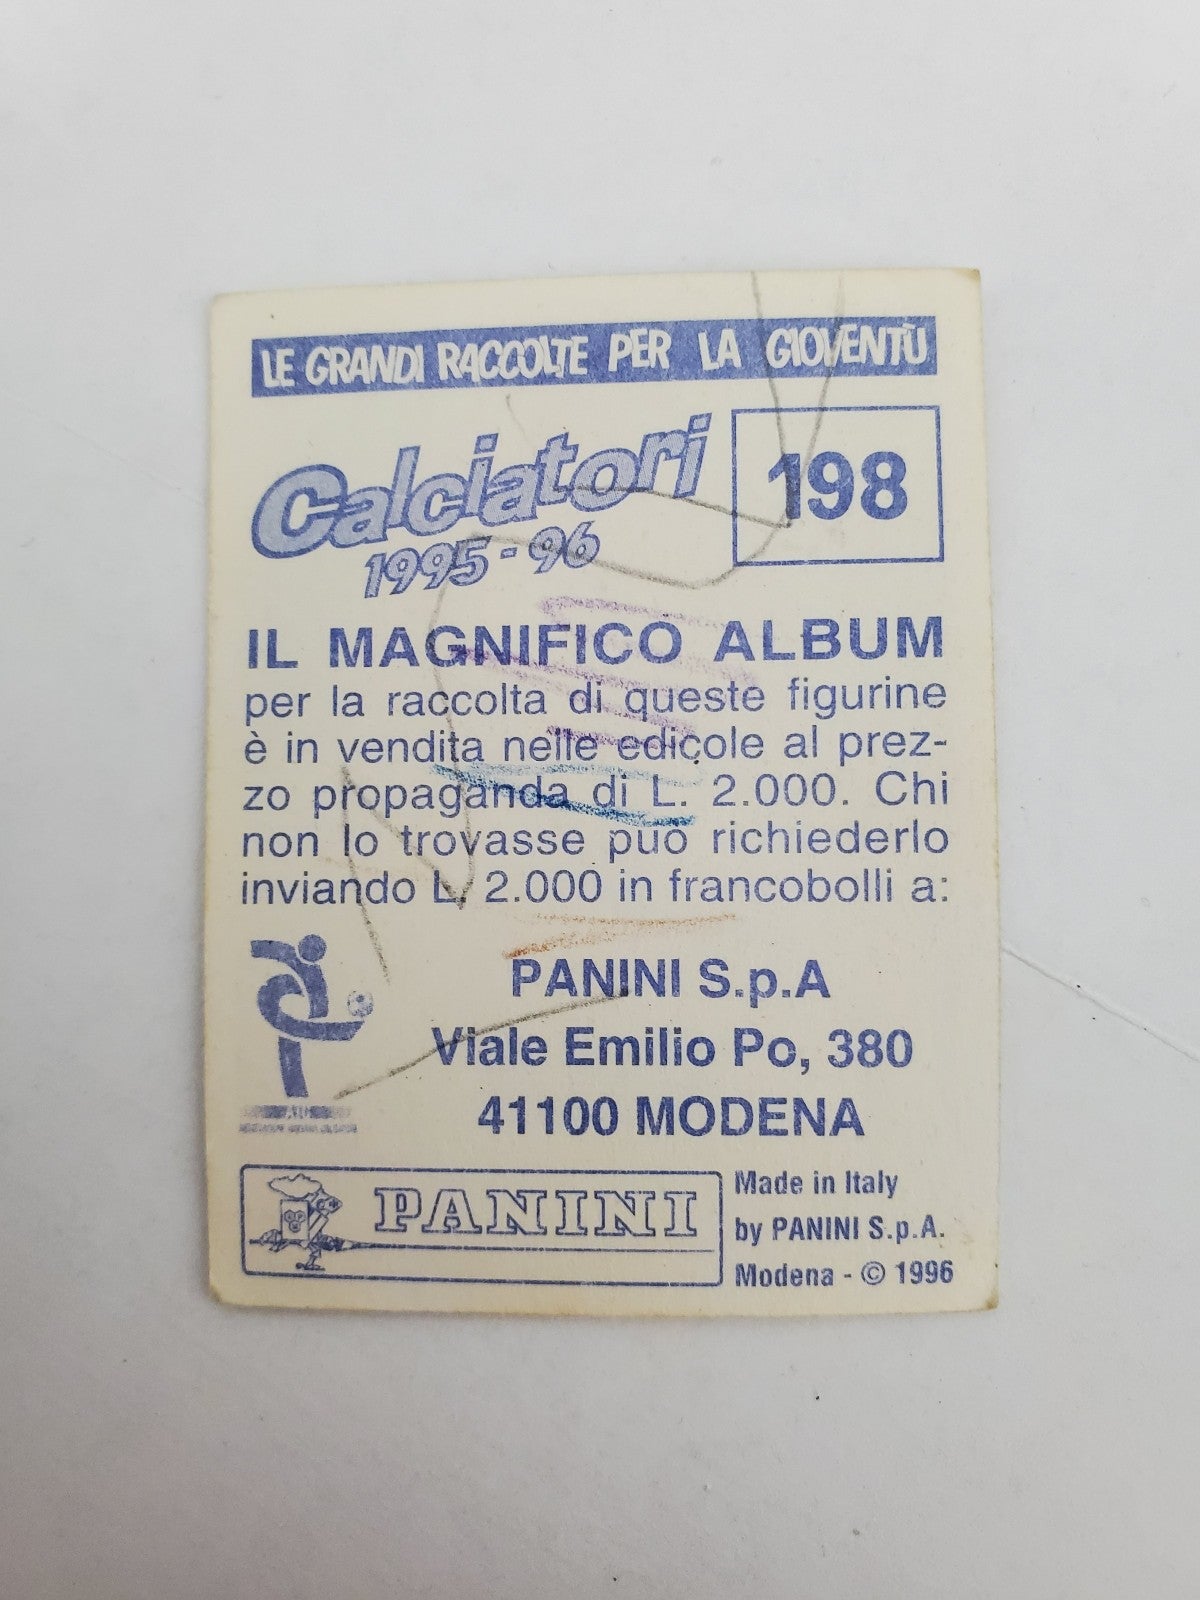 LE GRANDI RACCOLTE PER LA GIOVENTÙ
Calciatori
1995-96
198
IL MAGNIFICO ALBUM
per la raccolta di queste figurine
è in vendita nelle edicole al prez-
zo propaganda di L. 2.000. Chi
non lo trovasse può richiederlo
inviando L. 2.000 in francobolli a:
PANINI S.p.A
Viale Emilio Po, 380
41100 MODENA
PANINI
Made in Italy
by PANINI S.p.A.
Modena - © 1996